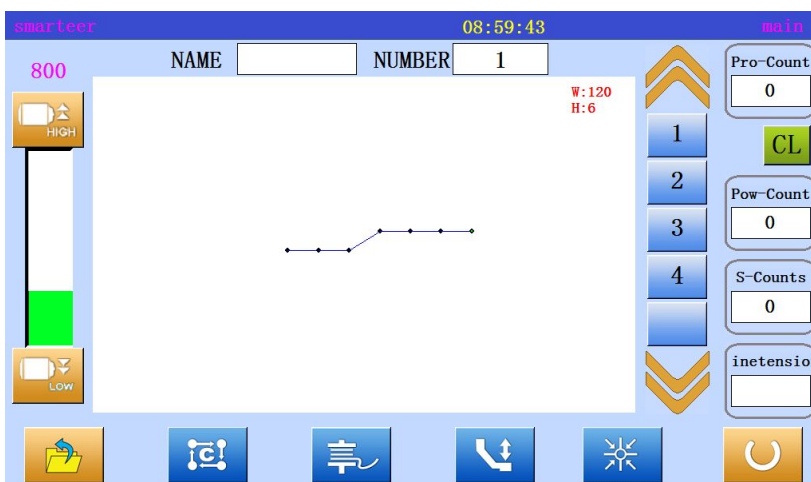 smarteer 08:59:43 main
800 NAME NUMBER 1
W:120
H:6
HIGH
LOW
1
2
3
4
Pro-Count
0
CL
Pow-Count
0
S-Counts
0
inetensio
C